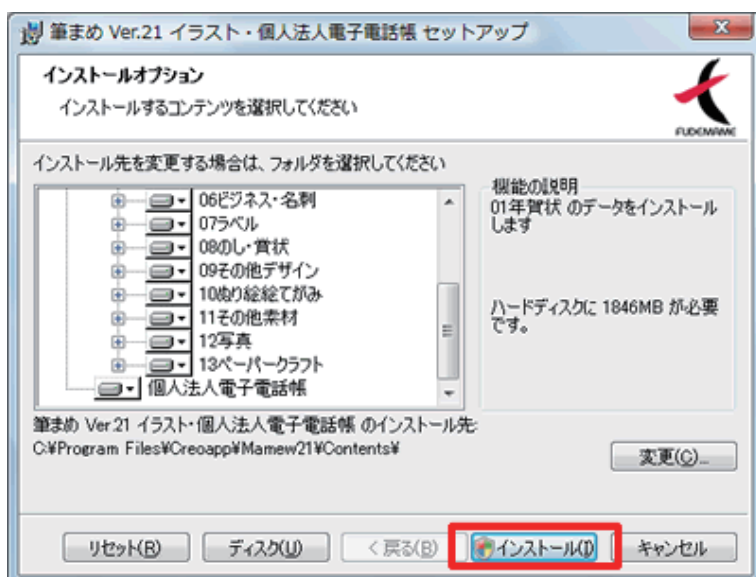 筆まめ Ver.21 イラスト・個人法人電子電話帳 セットアップ
インストールオプション
インストールするコンテンツを選択してください
FUDEMAME
インストール先を変更する場合は、フォルダを選択してください
06ビジネス・名刺
07ラベル
08のし・賞状
09その他デザイン
10ぬり絵絵てがみ
11その他素材
12写真
13ペーパークラフト
個人法人電子電話帳
機能の説明
01年賀状 のデータをインストール
します
ハードディスクに 1846MB が必要
です。
筆まめ Ver.21 イラスト・個人法人電子電話帳 のインストール先:
C:¥Program Files¥Creoapp¥Mamew21¥Contents¥
変更(C)...
リセット(R)
ディスク(U)
< 戻る(B)
インストール(I)
キャンセル